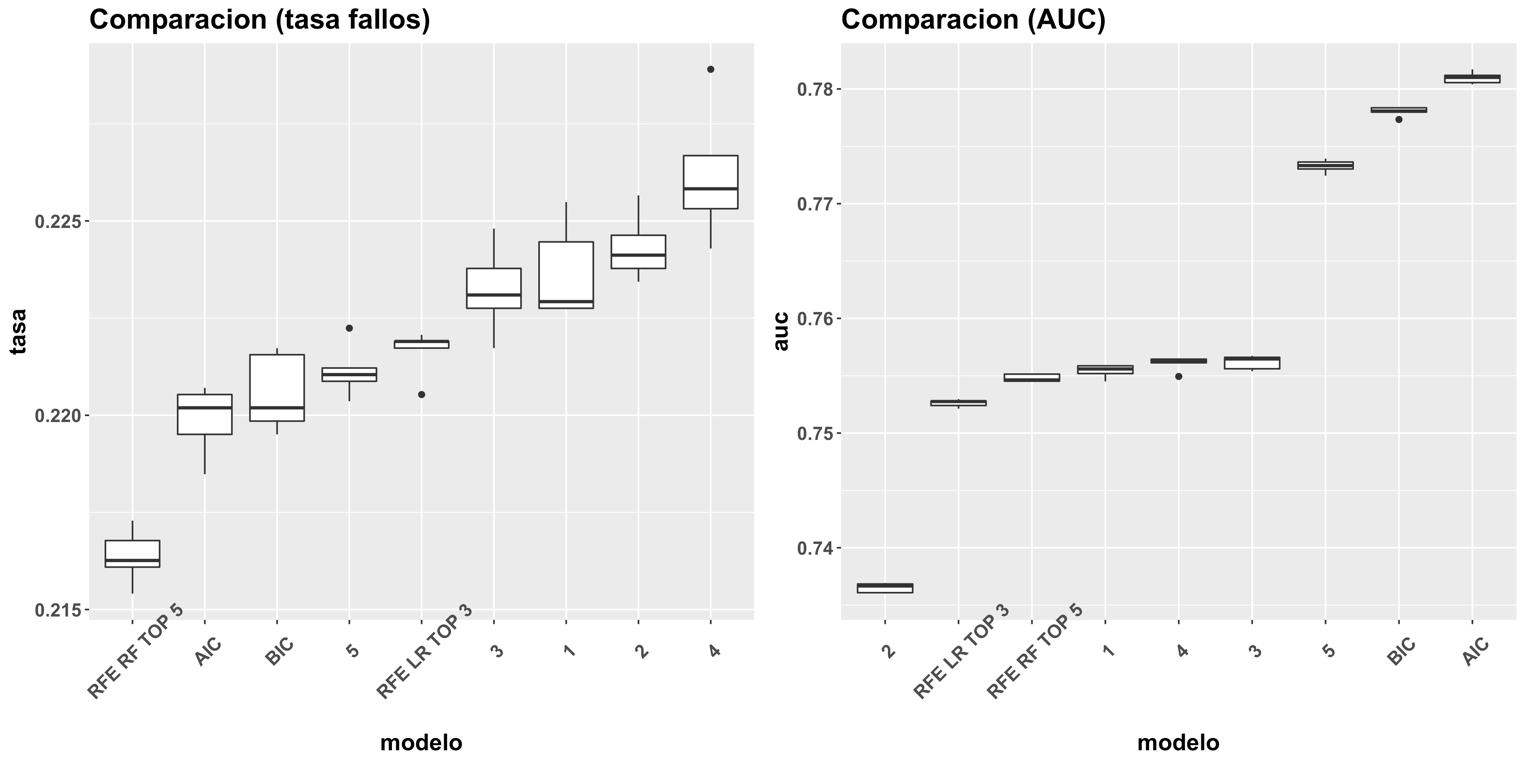 Comparacion (tasa fallos)
tasa
0.225
0.220
0.215
RFE RF TOP 5
AIC
BIC
5
RFE LR TOP 3
3
1
2
4
modelo
Comparacion (AUC)
auc
0.78
0.77
0.76
0.75
0.74
2
RFE LR TOP 3
RFE RF TOP 5
1
4
3
5
BIC
AIC
modelo